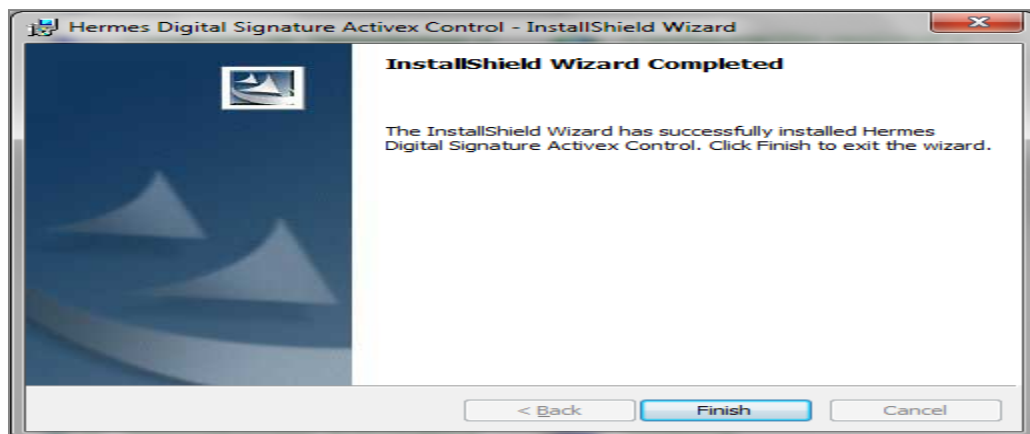 Hermes Digital Signature Activex Control - InstallShield Wizard
InstallShield Wizard Completed
The InstallShield Wizard has successfully installed Hermes
Digital Signature Activex Control. Click Finish to exit the wizard.
< Back
Finish
Cancel